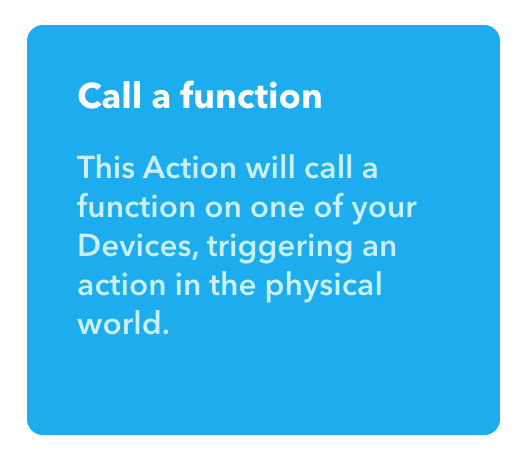 Call a function
This Action will call a
function on one of your
Devices, triggering an
action in the physical
world.